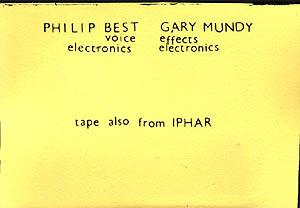 PHILIP BEST GARY MUNDY
voice effects
electronics electronics
tape also from IPHAR